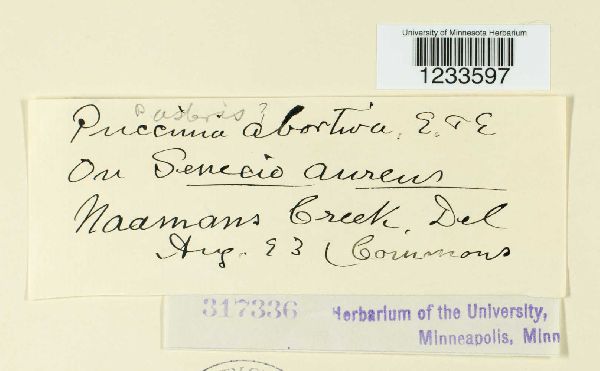 University of Minnesota Herbarium
1233597
P asteris?
Puccinia abortiva. E. & E
On Senecio aureus
Naamans Creek, Del
Aug. 93 (Commons
317336
Herbarium of the University,
Minneapolis, Minn